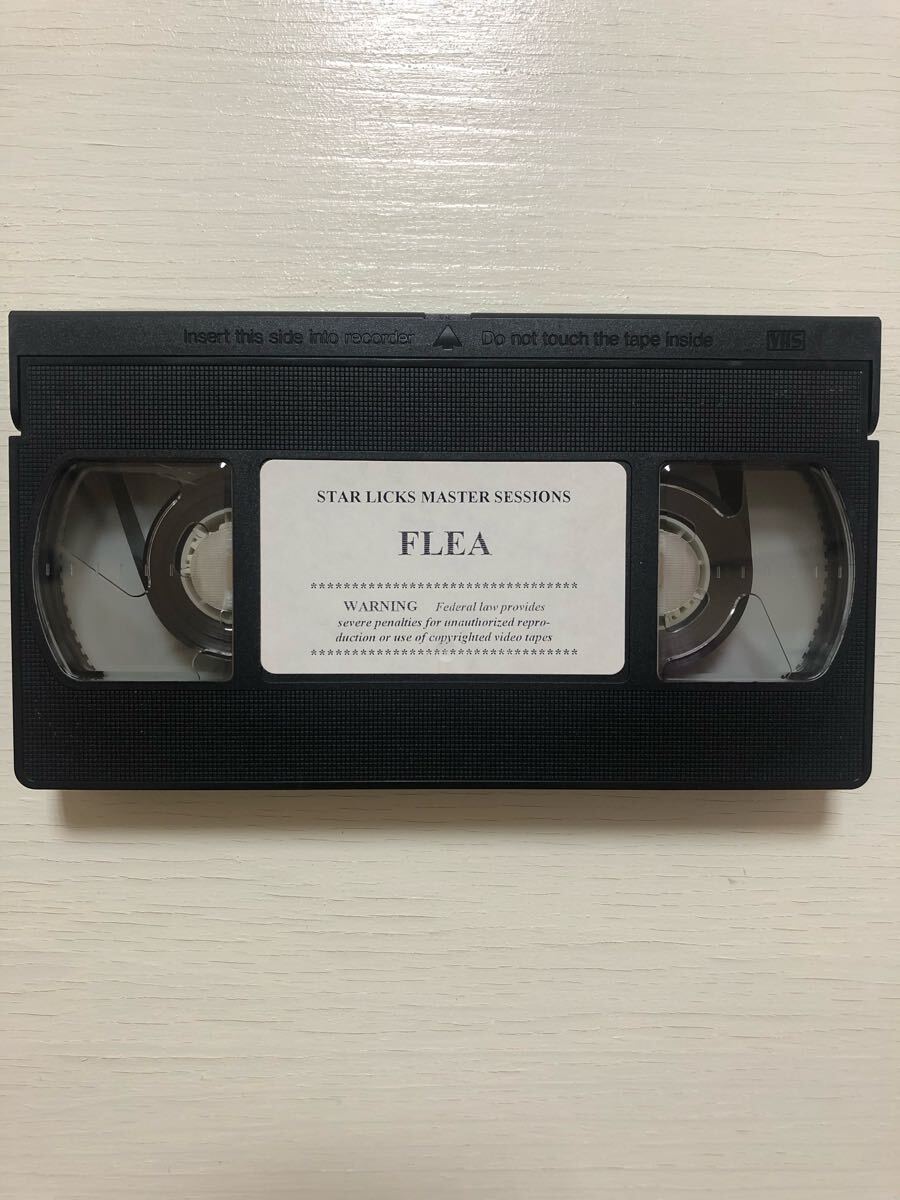 Insert this side into recorder Do not touch the tape inside VHS
STAR LICKS MASTER SESSIONS
FLEA
**********************************
WARNING Federal law provides
severe penalties for unauthorized repro-
duction or use of copyrighted video tapes
**********************************